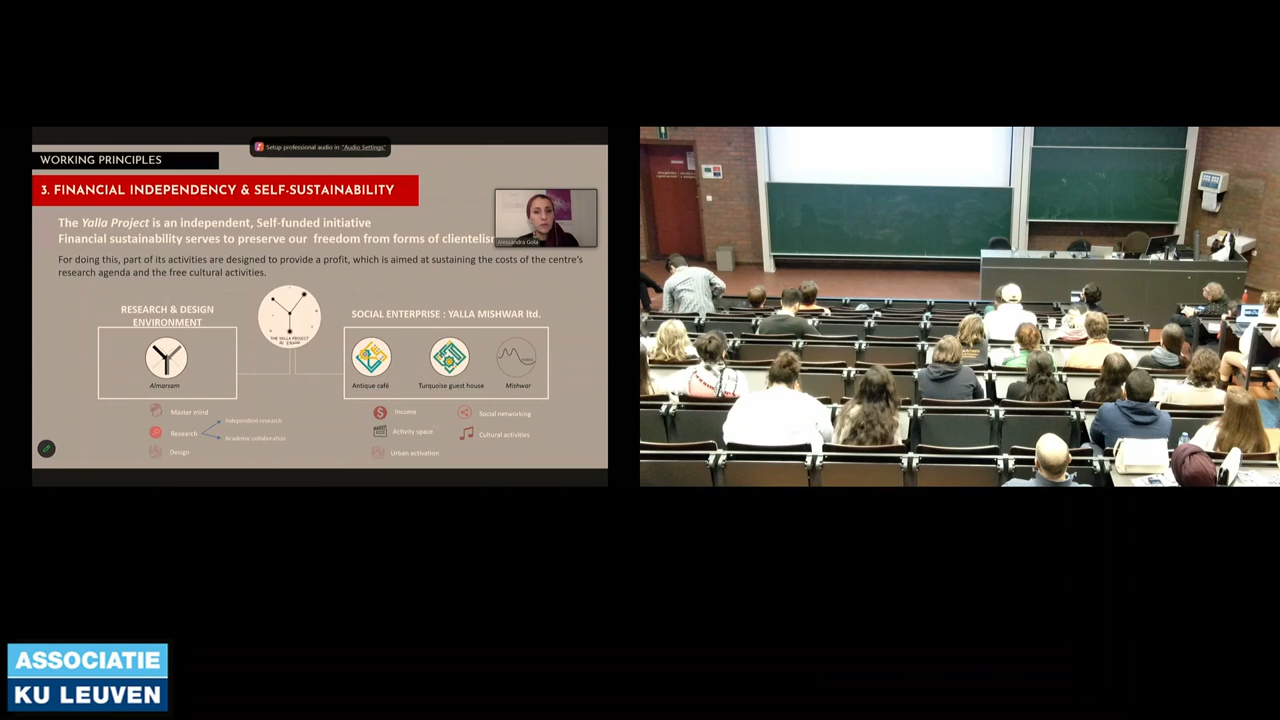 Setup professional audio in "Audio Settings"
WORKING PRINCIPLES
3. FINANCIAL INDEPENDENCY & SELF-SUSTAINABILITY
The Yalla Project is an independent, Self-funded initiative
Financial sustainability serves to preserve our freedom from forms of
Alessandra Gola
For doing this, part of its activities are designed to provide a profit, which is aimed at sustaining the costs of the centre's
research agenda and the free cultural activities.
RESEARCH & DESIGN
ENVIRONMENT
THE YALLA PROJECT
SOCIAL ENTERPRISE : YALLA MISHWAR ltd.
Almarsam
Antique café
Turquoise guest house
Mishwar
Master mind
Research
Independent research
Academic collaboration
Design
Income
Activity space
Urban activation
Social networking
Cultural activities
ASSOCIATIE
KU LEUVEN